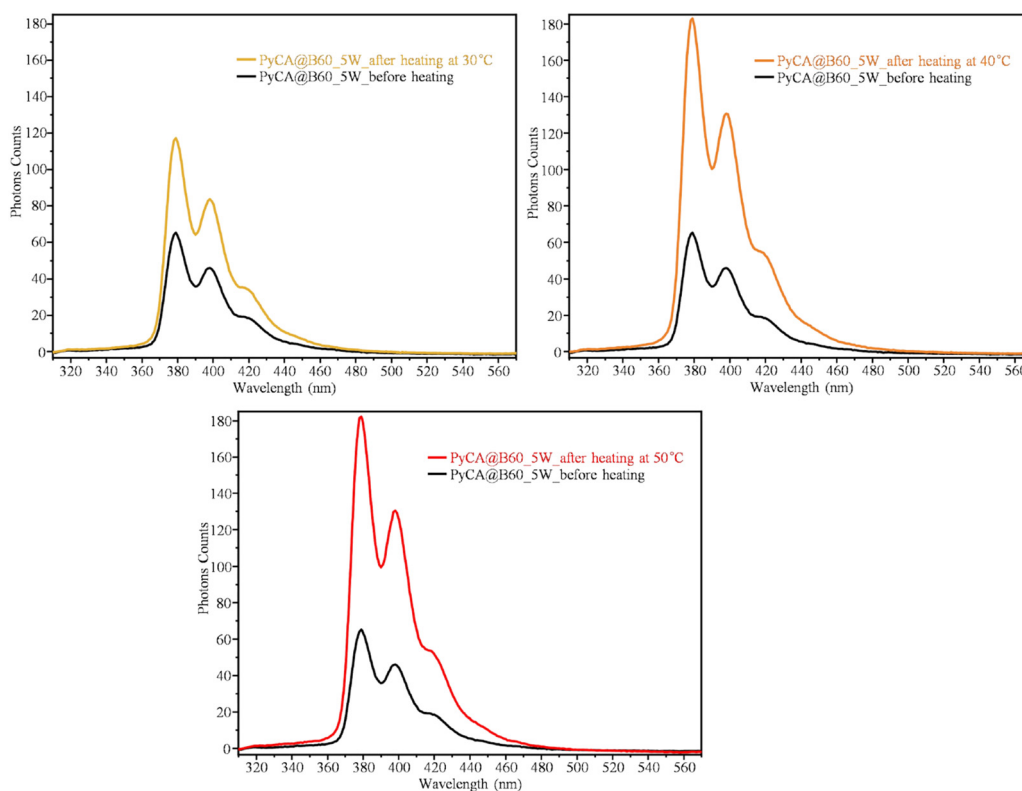 180
160
140
120
100
80
60
40
20
0
Photons Counts
PyCA@B60_5W_after heating at 30°C
PyCA@B60_5W_before heating
320 340 360 380 400 420 440 460 480 500 520 540 560
Wavelength (nm)
180
160
140
120
100
80
60
40
20
0
Photons Counts
PyCA@B60_5W_after heating at 40°C
PyCA@B60_5W_before heating
320 340 360 380 400 420 440 460 480 500 520 540 560
Wavelength (nm)
180
160
140
120
100
80
60
40
20
0
Photons Counts
PyCA@B60_5W_after heating at 50°C
PyCA@B60_5W_before heating
320 340 360 380 400 420 440 460 480 500 520 540 560
Wavelength (nm)